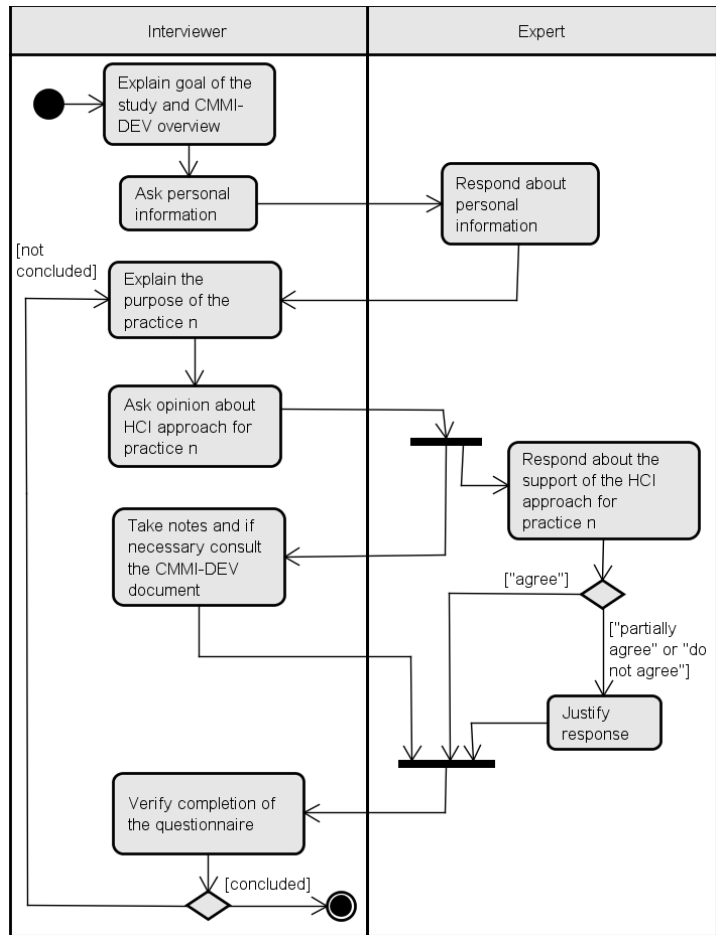 Interviewer
Expert
Explain goal of the
study and CMMI-
DEV overview
Ask personal
information
Respond about
personal
information
[not
concluded]
Explain the
purpose of the
practice n
Ask opinion about
HCI approach for
practice n
Respond about the
support of the HCI
approach for
practice n
Take notes and if
necessary consult
the CMMI-DEV
document
["agree"]
["partially
agree" or "do
not agree"]
Justify
response
Verify completion of
the questionnaire
[concluded]